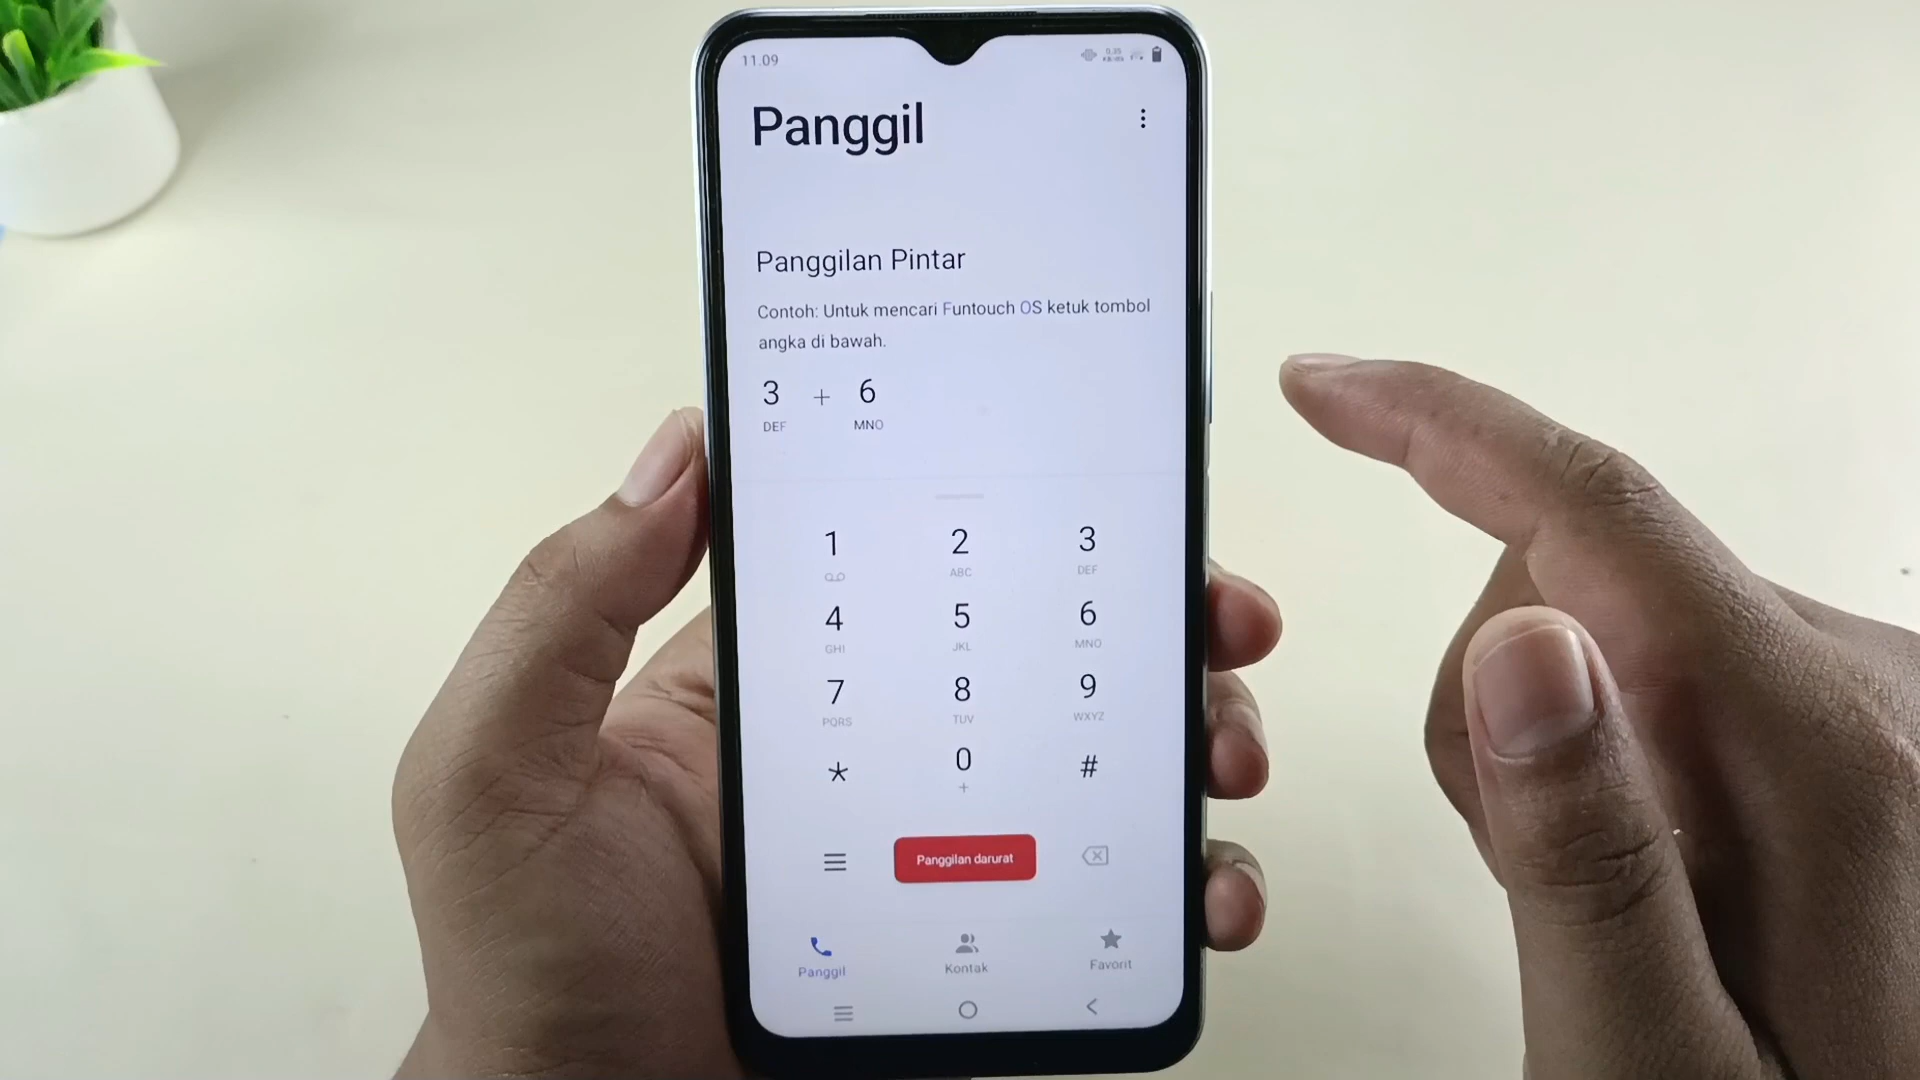 11.09
Panggil
Panggilan Pintar
Contoh: Untuk mencari Funtouch OS ketuk tombol
angka di bawah.
3 + 6
DEF MNO
1 2 3
ABC DEF
4 5 6
GHI JKL MNO
7 8 9
PQRS TUV WXYZ
* 0 #
+
Panggilan darurat
Panggil Kontak Favorit